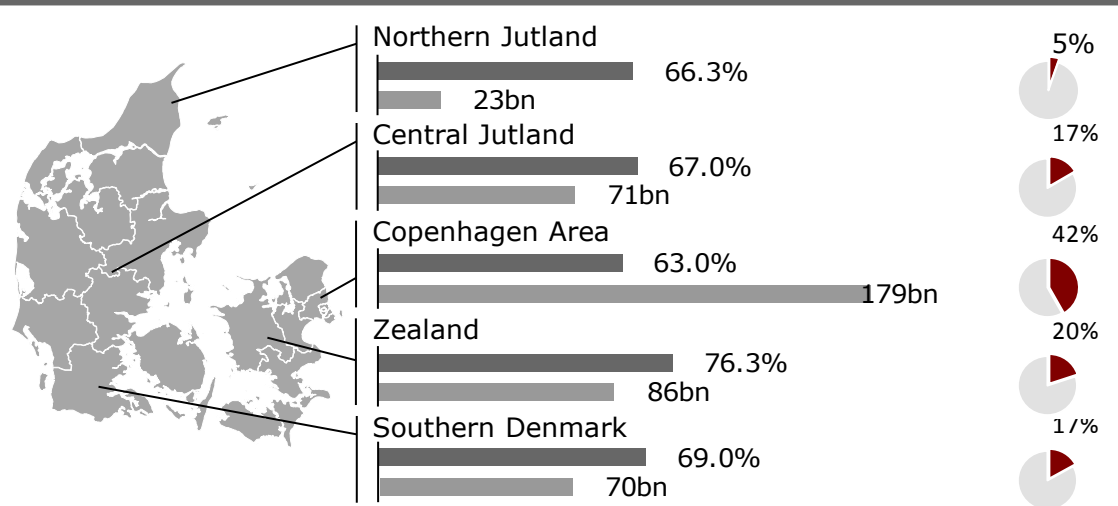 Northern Jutland
5%
66.3%
23bn
Central Jutland
17%
67.0%
71bn
Copenhagen Area
42%
63.0%
179bn
Zealand
20%
76.3%
86bn
Southern Denmark
17%
69.0%
70bn